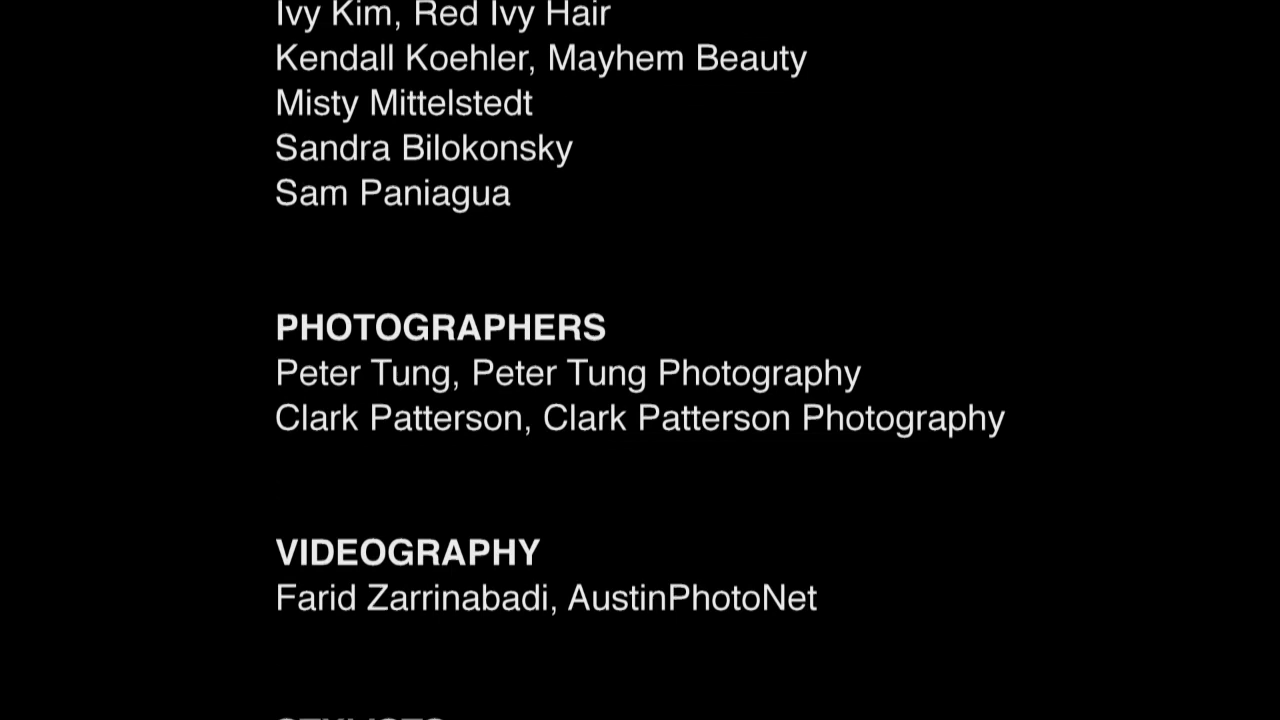 Ivy Kim, Red Ivy Hair
Kendall Koehler, Mayhem Beauty
Misty Mittelstedt
Sandra Bilokonsky
Sam Paniagua
PHOTOGRAPHERS
Peter Tung, Peter Tung Photography
Clark Patterson, Clark Patterson Photography
VIDEOGRAPHY
Farid Zarrinabadi, AustinPhotoNet